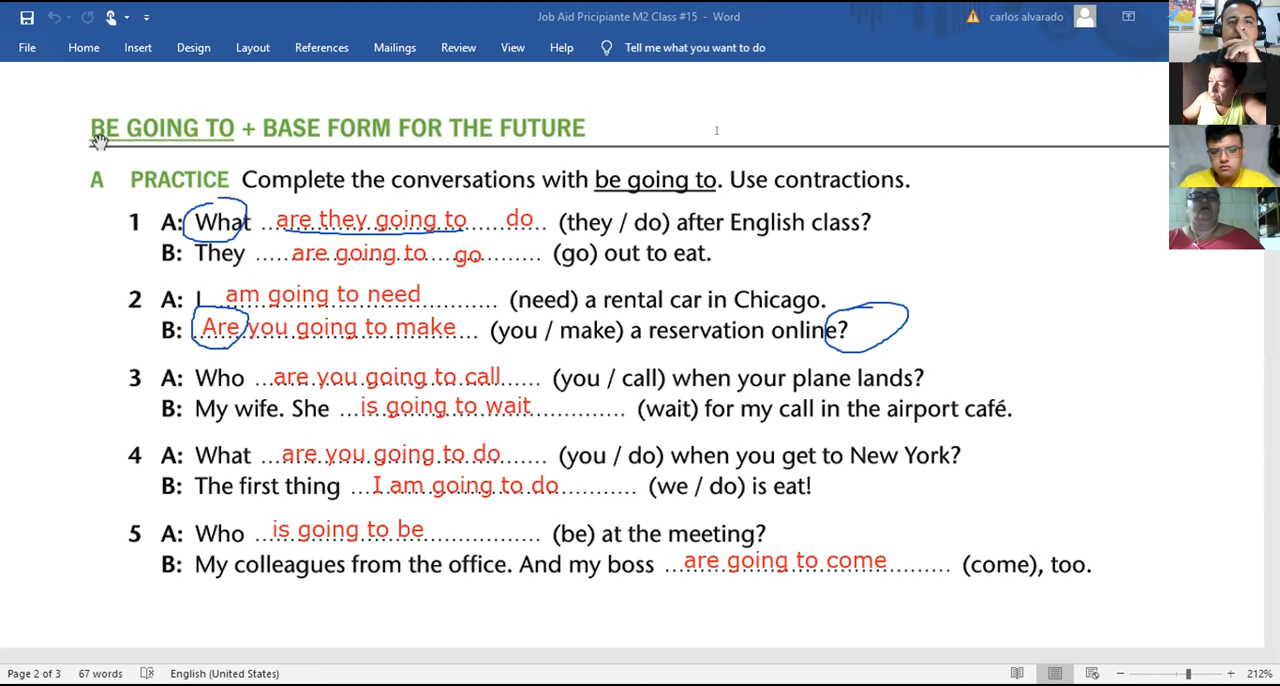 Job Aid Pricipiante M2 Class #15 - Word
carlos alvarado
File Home Insert Design Layout References Mailings Review View Help Tell me what you want to do
BE GOING TO + BASE FORM FOR THE FUTURE
A PRACTICE Complete the conversations with be going to. Use contractions.
1 A: What are they going to do (they / do) after English class?
B: They are going to go (go) out to eat.
2 A: I am going to need (need) a rental car in Chicago.
B: Are you going to make (you / make) a reservation online?
3 A: Who are you going to call (you / call) when your plane lands?
B: My wife. She is going to wait (wait) for my call in the airport café.
4 A: What are you going to do (you / do) when you get to New York?
B: The first thing I am going to do (we / do) is eat!
5 A: Who is going to be (be) at the meeting?
B: My colleagues from the office. And my boss are going to come (come), too.
Page 2 of 3 67 words English (United States) 212%